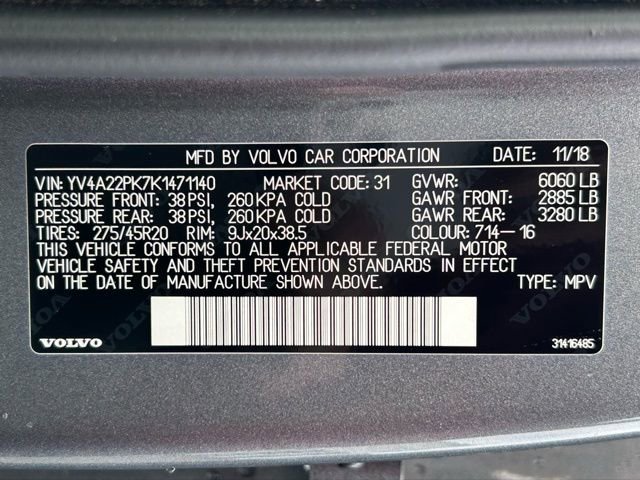 MFD BY VOLVO CAR CORPORATION DATE: 11/18
VIN: YV4A22PK7K1471140 MARKET CODE: 31 GVWR: 6060 LB
PRESSURE FRONT: 38 PSI, 260 KPA COLD GAWR FRONT: 2885 LB
PRESSURE REAR: 38 PSI, 260 KPA COLD GAWR REAR: 3280 LB
TIRES: 275/45R20 RIM: 9Jx20x38.5 COLOUR: 714-16
THIS VEHICLE CONFORMS TO ALL APPLICABLE FEDERAL MOTOR
VEHICLE SAFETY AND THEFT PREVENTION STANDARDS IN EFFECT
ON THE DATE OF MANUFACTURE SHOWN ABOVE. TYPE: MPV
VOLVO 31416485